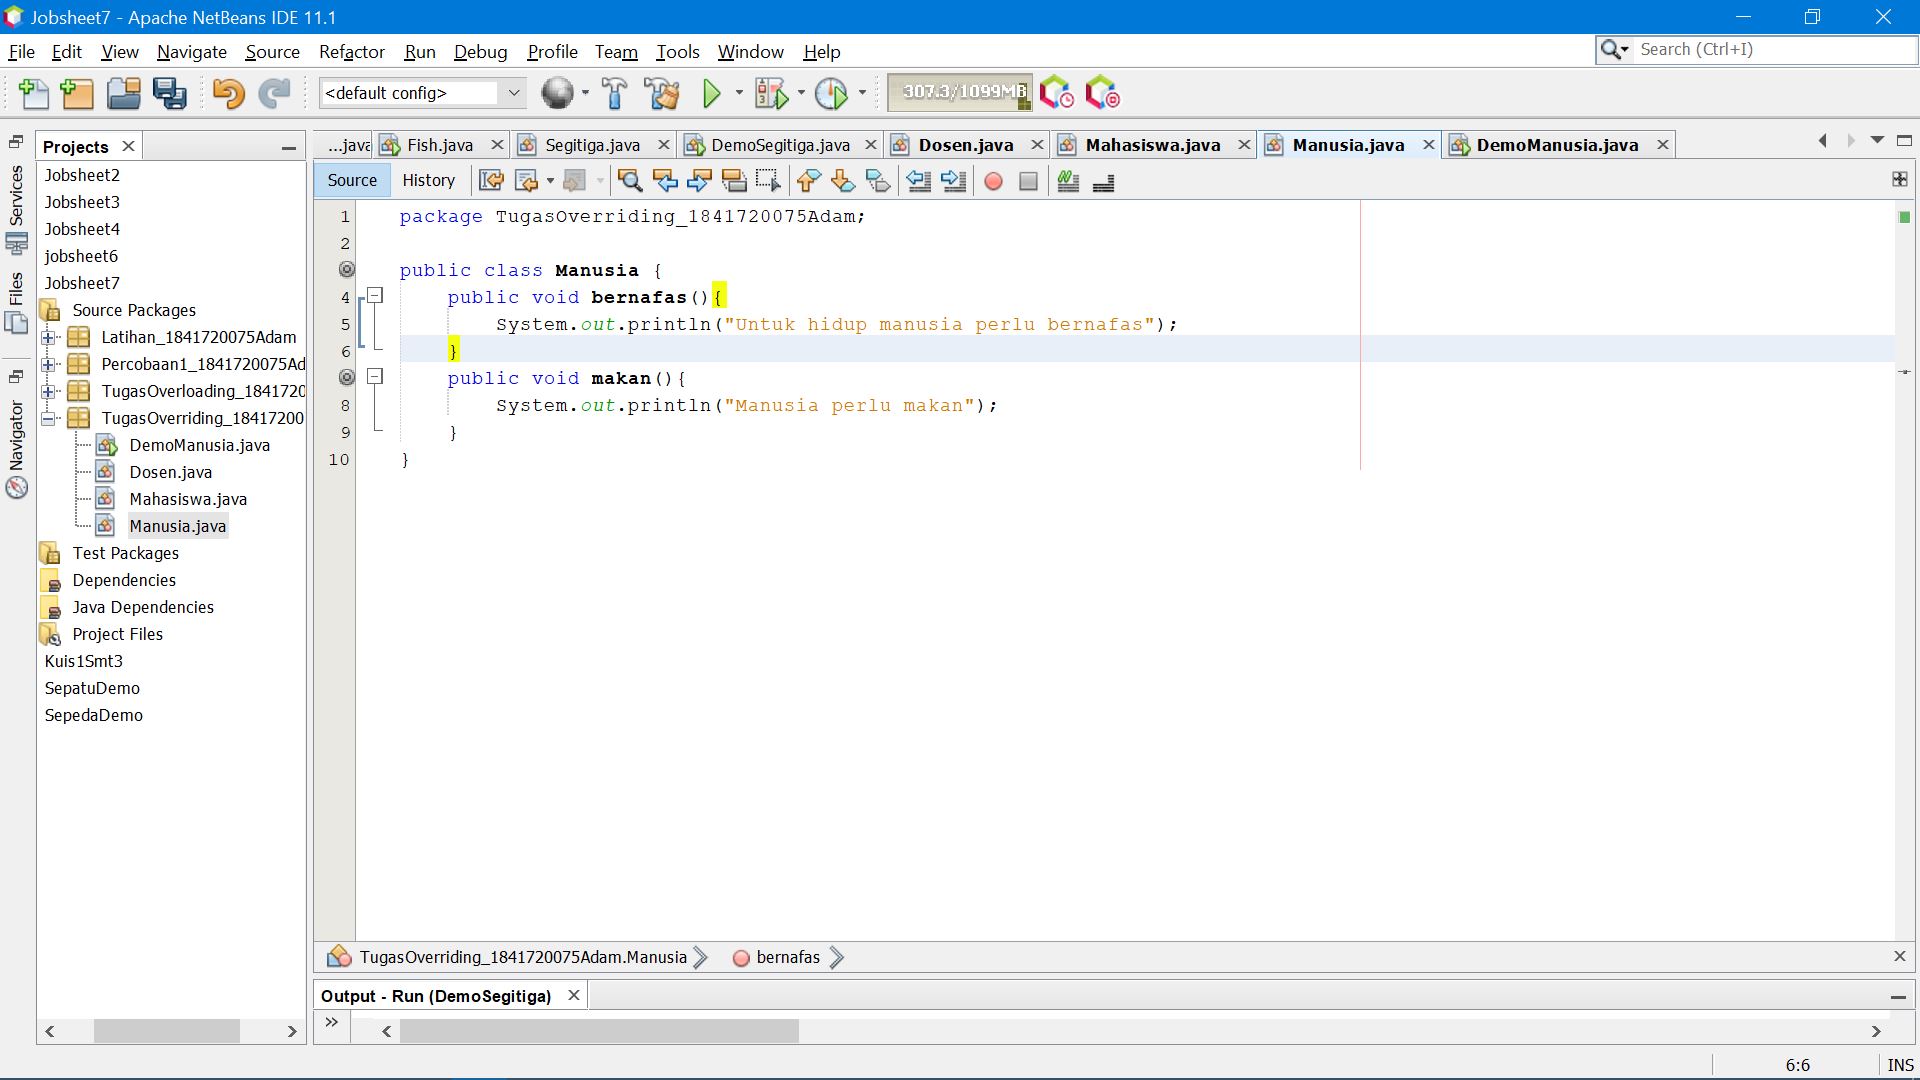 Jobsheet7 - Apache NetBeans IDE 11.1
File Edit View Navigate Source Refactor Run Debug Profile Team Tools Window Help
Search (Ctrl+I)
<default config>
307.3/1099MB
Projects
...java Fish.java Segitiga.java DemoSegitiga.java Dosen.java Mahasiswa.java Manusia.java DemoManusia.java
Source History
Services
Files
Navigator
Jobsheet2
Jobsheet3
Jobsheet4
jobsheet6
Jobsheet7
Source Packages
Latihan_1841720075Adam
Percobaan1_1841720075Ad
TugasOverloading_1841720
TugasOverriding_18417200
DemoManusia.java
Dosen.java
Mahasiswa.java
Manusia.java
Test Packages
Dependencies
Java Dependencies
Project Files
Kuis1Smt3
SepatuDemo
SepedaDemo
1 package TugasOverriding_1841720075Adam;
2
public class Manusia {
4 public void bernafas(){
5 System.out.println("Untuk hidup manusia perlu bernafas");
6 }
public void makan(){
8 System.out.println("Manusia perlu makan");
9 }
10 }
TugasOverriding_1841720075Adam.Manusia bernafas
Output - Run (DemoSegitiga)
6:6 INS